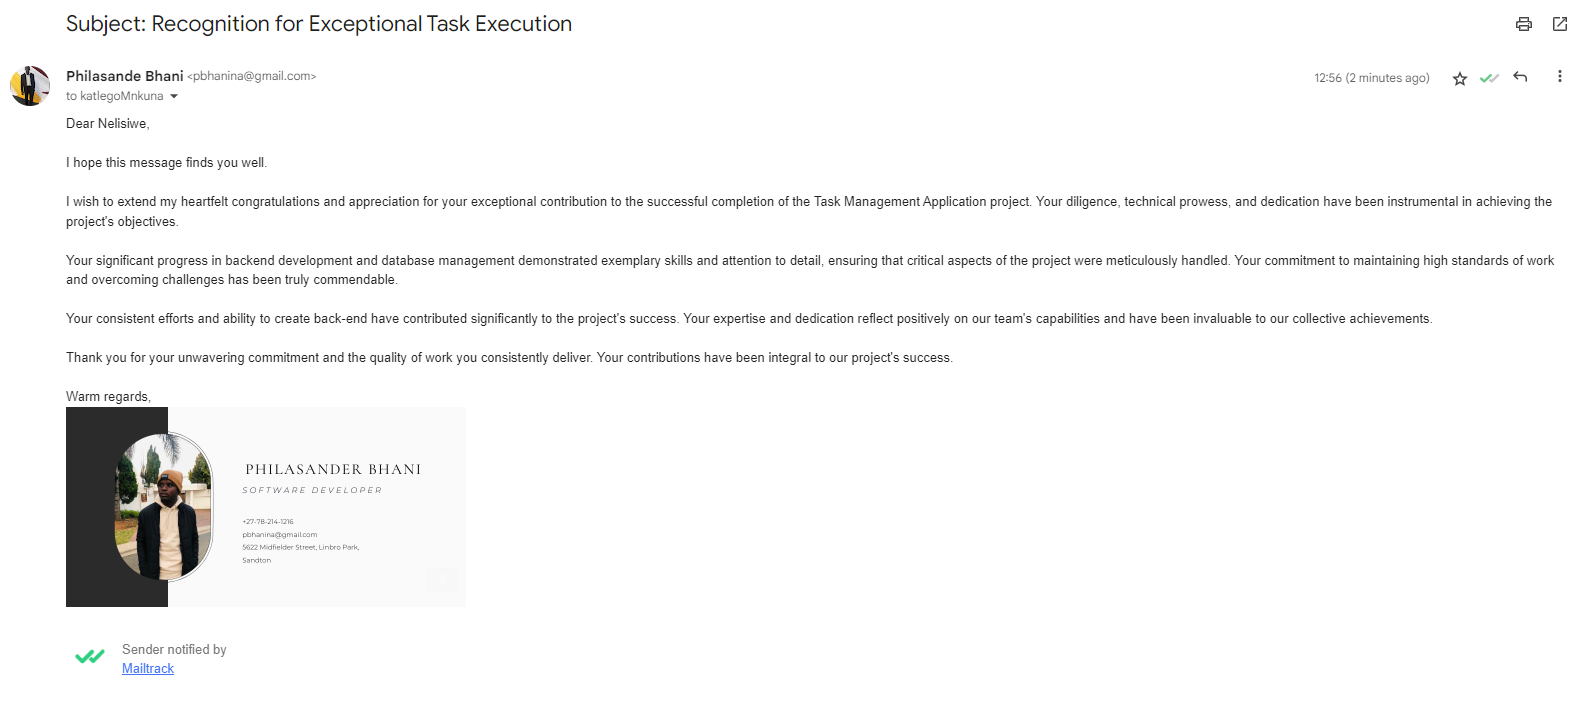 Subject: Recognition for Exceptional Task Execution
Philasande Bhani <pbhanina@gmail.com>
12:56 (2 minutes ago)
to katlegoMnkuna
Dear Nelisiwe,
I hope this message finds you well.
I wish to extend my heartfelt congratulations and appreciation for your exceptional contribution to the successful completion of the Task Management Application project. Your diligence, technical prowess, and dedication have been instrumental in achieving the
project's objectives.
Your significant progress in backend development and database management demonstrated exemplary skills and attention to detail, ensuring that critical aspects of the project were meticulously handled. Your commitment to maintaining high standards of work
and overcoming challenges has been truly commendable.
Your consistent efforts and ability to create back-end have contributed significantly to the project's success. Your expertise and dedication reflect positively on our team's capabilities and have been invaluable to our collective achievements.
Thank you for your unwavering commitment and the quality of work you consistently deliver. Your contributions have been integral to our project's success.
Warm regards,
PHILASANDER BHANI
SOFTWARE DEVELOPER
+27-78-214-1216
pbhanina@gmail.com
5622 Midfielder Street, Linbro Park,
Sandton
Sender notified by
Mailtrack